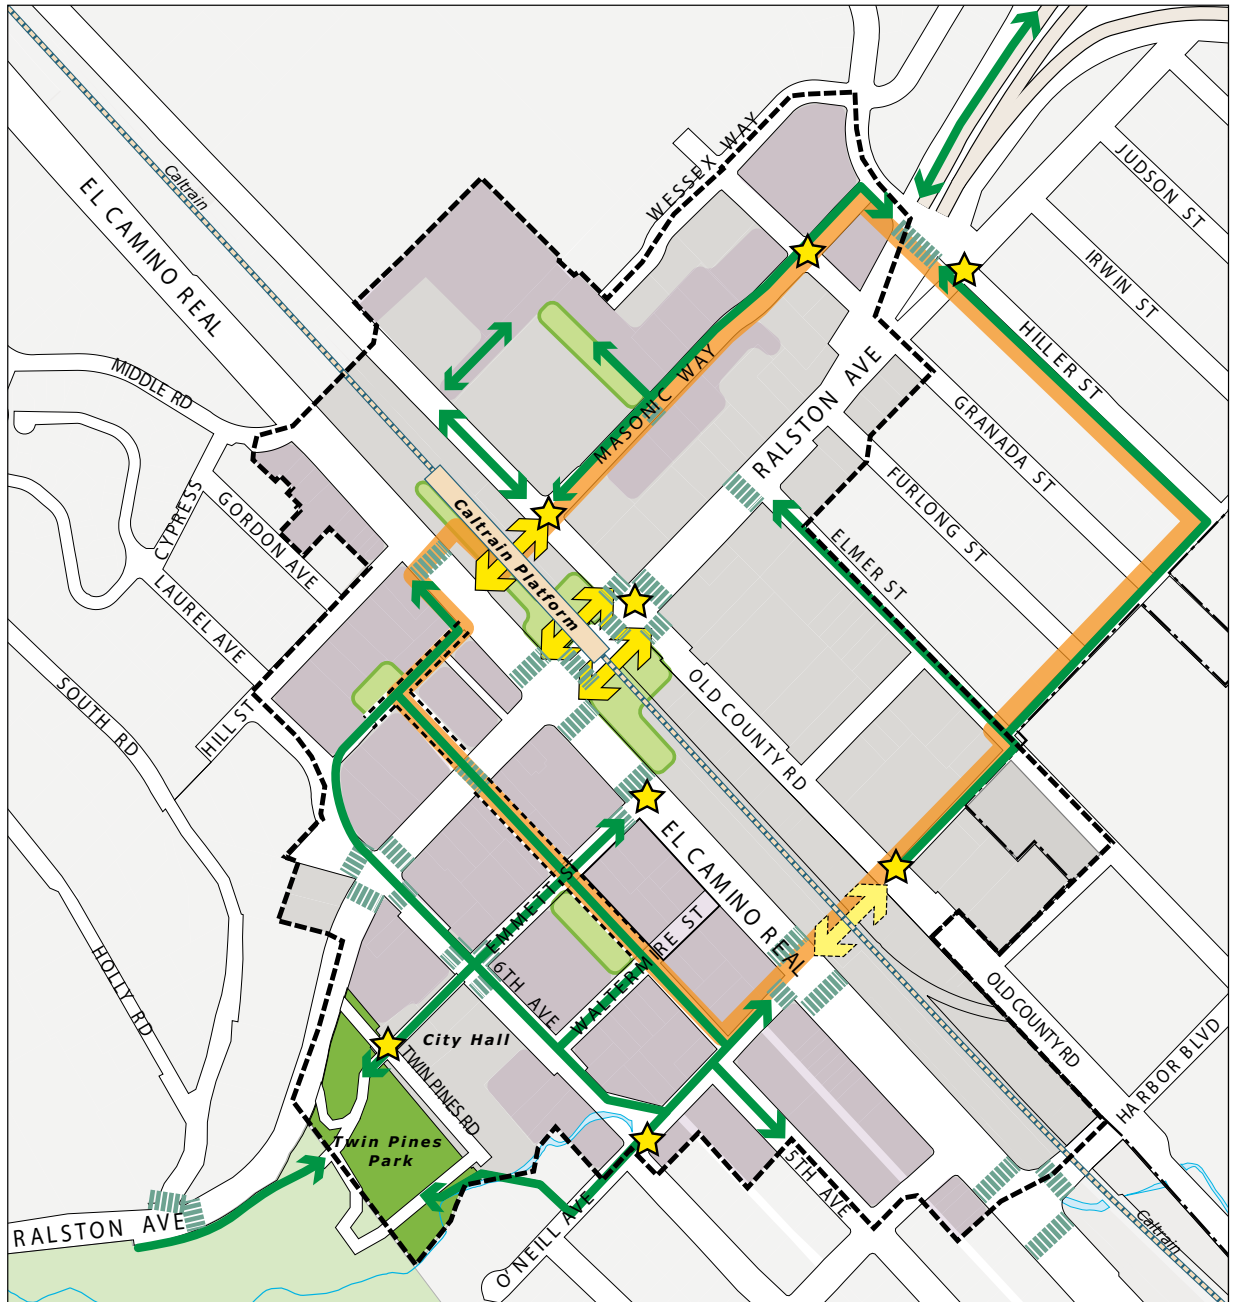 WESSEX WAY
JUDSON ST
Caltrain
EL CAMINO REAL
IRWIN ST
HILLER ST
MIDDLE RD
MASONIC WAY
RALSTON AVE
GRANADA ST
CYPRESS
GORDON AVE
Caltrain Platform
FURLONG ST
ELMER ST
LAUREL AVE
SOUTH RD
HILL ST
OLD COUNTY RD
EL CAMINO REAL
EMMETT ST
RE ST
WALTERM
6TH AVE
HOLLY RD
City Hall
TWIN PINES RD
OLD COUNTY RD
HARBOR BLVD
Twin Pines
Park
5TH AVE
O'NEILL AVE
RALSTON AVE
Caltrain